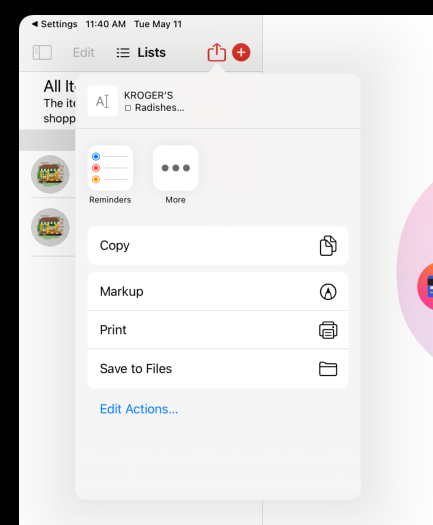 ◀ Settings 11:40 AM Tue May 11
Edit
Lists
All It
The ite
shopp
KROGER'S
☐ Radishes...
Reminders
More
Copy
Markup
Print
Save to Files
Edit Actions...